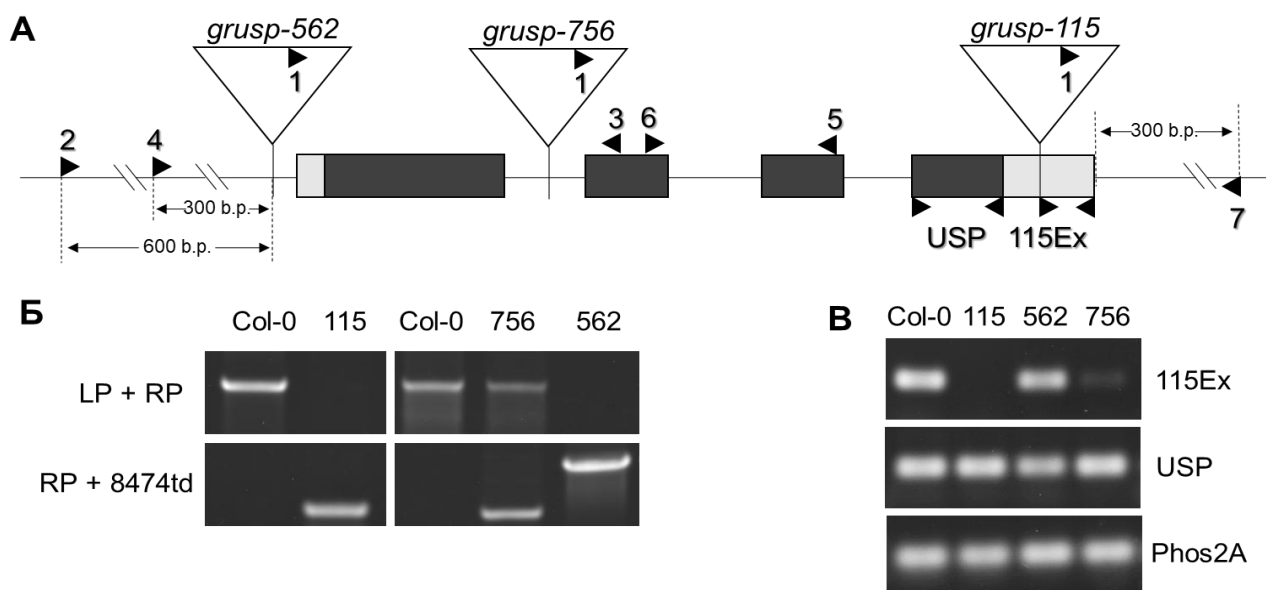 А
grusp-562
grusp-756
grusp-115
1
1
1
2
4
3
6
5
300 b.p.
7
300 b.p.
600 b.p.
USP
115Ex
Б
Col-0
115
Col-0
756
562
LP + RP
RP + 8474td
В
Col-0
115
562
756
115Ex
USP
Phos2A